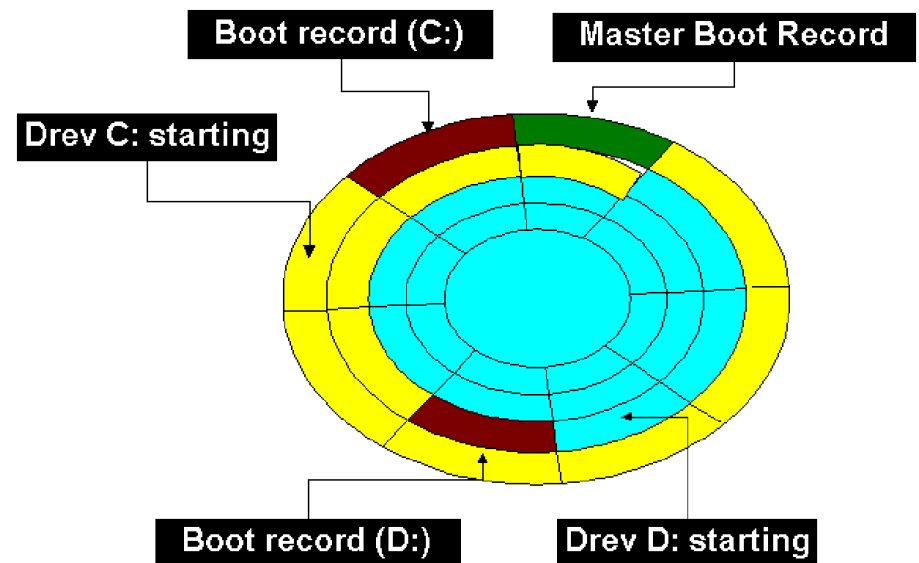 Boot record (C:)
Master Boot Record
Drev C: starting
Boot record (D:)
Drev D: starting